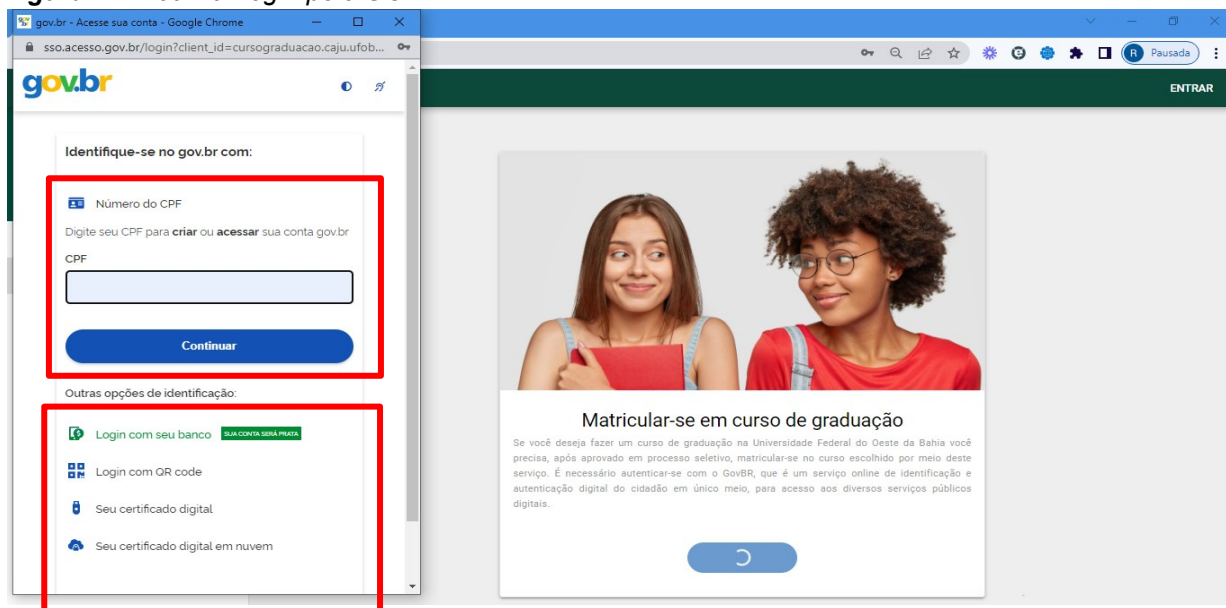 gov.br - Acesse sua conta - Google Chrome
sso.acesso.gov.br/login?client_id=cursograduacao.caju.ufob...
Pausada
R
gov.br
ENTRAR
Identifique-se no gov.br com:
Número do CPF
Digite seu CPF para criar ou acessar sua conta gov.br
CPF
Continuar
Outras opções de identificação:
Login com seu banco SUA CONTA SERÁ PRATA
Login com QR code
Seu certificado digital
Seu certificado digital em nuvem
Matricular-se em curso de graduação
Se você deseja fazer um curso de graduação na Universidade Federal do Oeste da Bahia você
precisa, após aprovado em processo seletivo, matricular-se no curso escolhido por meio deste
serviço. É necessário autenticar-se com o GovBR, que é um serviço online de identificação e
autenticação digital do cidadão em único meio, para acesso aos diversos serviços públicos
digitais.